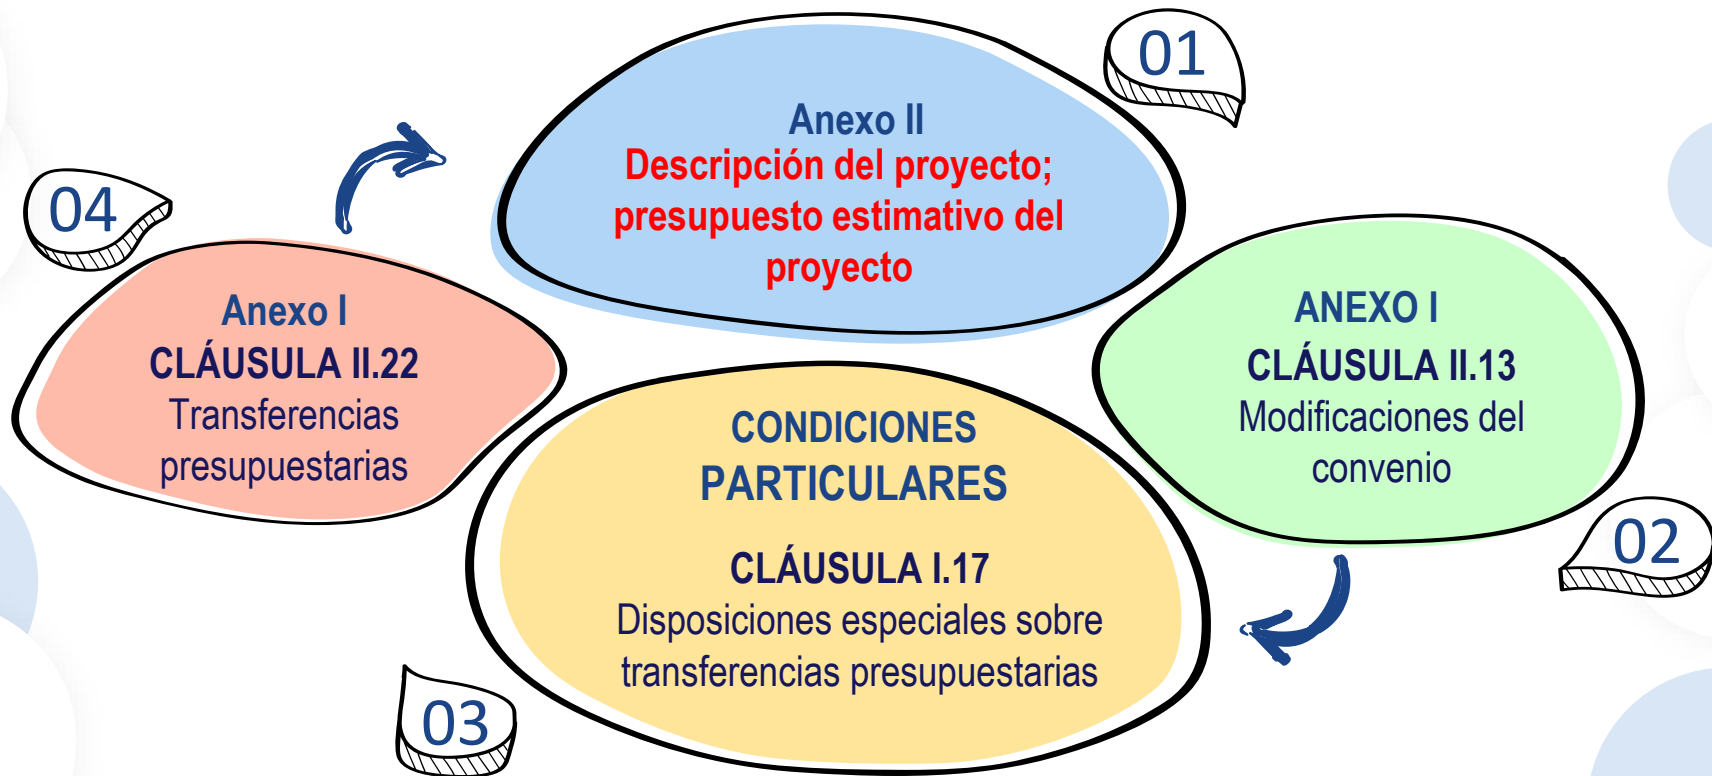 01
Anexo II
Descripción del proyecto;
presupuesto estimativo del
proyecto
02
ANEXO I
CLÁUSULA II.13
Modificaciones del
convenio
03
CONDICIONES
PARTICULARES
CLÁUSULA I.17
Disposiciones especiales sobre
transferencias presupuestarias
04
Anexo I
CLÁUSULA II.22
Transferencias
presupuestarias